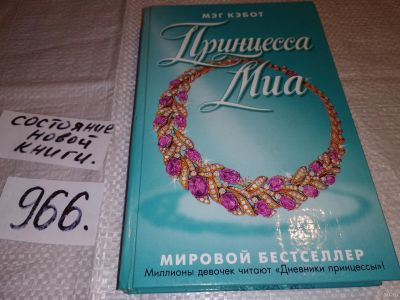 МЭГ КЭБОТ
Принцесса
Миа
состояние
новой
книги.
966.
МИРОВОЙ БЕСТСЕЛЛЕР
Миллионы девочек читают «Дневники принцессы»!